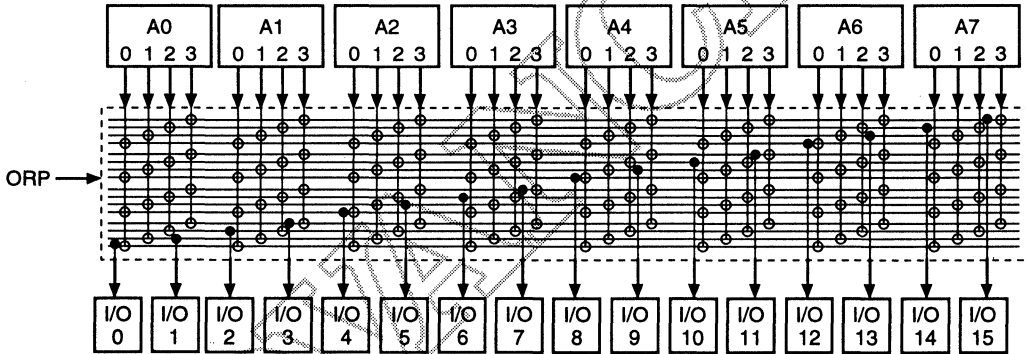 A0 A1 A2 A3 A4 A5 A6 A7
0 1 2 3 0 1 2 3 0 1 2 3 0 1 2 3 0 1 2 3 0 1 2 3 0 1 2 3 0 1 2 3
ORP
I/O I/O I/O I/O I/O I/O I/O I/O I/O I/O I/O I/O I/O I/O I/O I/O
0 1 2 3 4 5 6 7 8 9 10 11 12 13 14 15